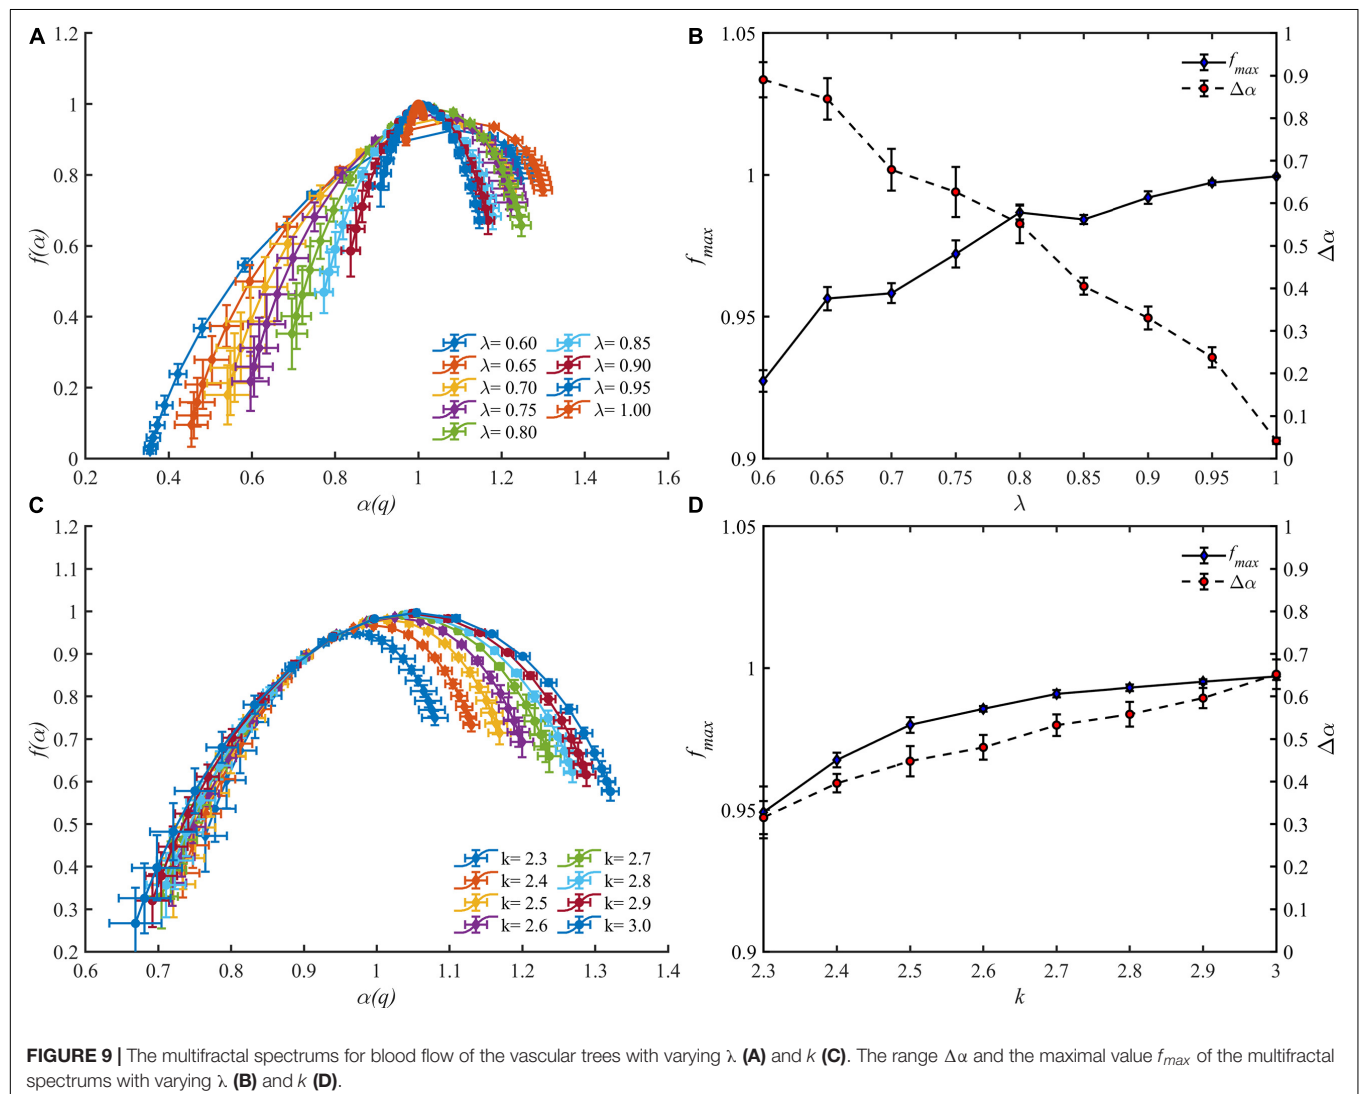 A
1.2
1
0.8
0.6
0.4
0.2
0
f(α)
0.2 0.4 0.6 0.8 1 1.2 1.4 1.6
α(q)
λ= 0.60
λ= 0.65
λ= 0.70
λ= 0.75
λ= 0.80
λ= 0.85
λ= 0.90
λ= 0.95
λ= 1.00
B
1.05
1
0.95
0.9
f_max
0.6 0.65 0.7 0.75 0.8 0.85 0.9 0.95 1
λ
1
0.9
0.8
0.7
0.6
0.5
0.4
0.3
0.2
0.1
0
Δα
f_max
Δα
C
1.2
1.1
1
0.9
0.8
0.7
0.6
0.5
0.4
0.3
0.2
f(α)
0.6 0.7 0.8 0.9 1 1.1 1.2 1.3 1.4
α(q)
k= 2.3
k= 2.4
k= 2.5
k= 2.6
k= 2.7
k= 2.8
k= 2.9
k= 3.0
D
1.05
1
0.95
0.9
f_max
2.3 2.4 2.5 2.6 2.7 2.8 2.9 3
k
1
0.9
0.8
0.7
0.6
0.5
0.4
0.3
0.2
0.1
0
Δα
f_max
Δα
FIGURE 9 | The multifractal spectrums for blood flow of the vascular trees with varying λ (A) and k (C). The range Δα and the maximal value f_max of the multifractal
spectrums with varying λ (B) and k (D).